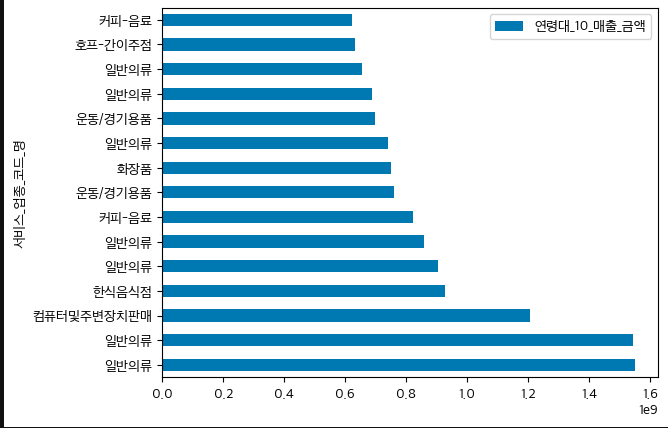 커피-음료
호프-간이주점
일반의류
일반의류
운동/경기용품
일반의류
화장품
운동/경기용품
커피-음료
일반의류
일반의류
한식음식점
컴퓨터및주변장치판매
일반의류
일반의류
서비스_업종_코드_명
연령대_10_매출_금액
0.0 0.2 0.4 0.6 0.8 1.0 1.2 1.4 1.6
1e9